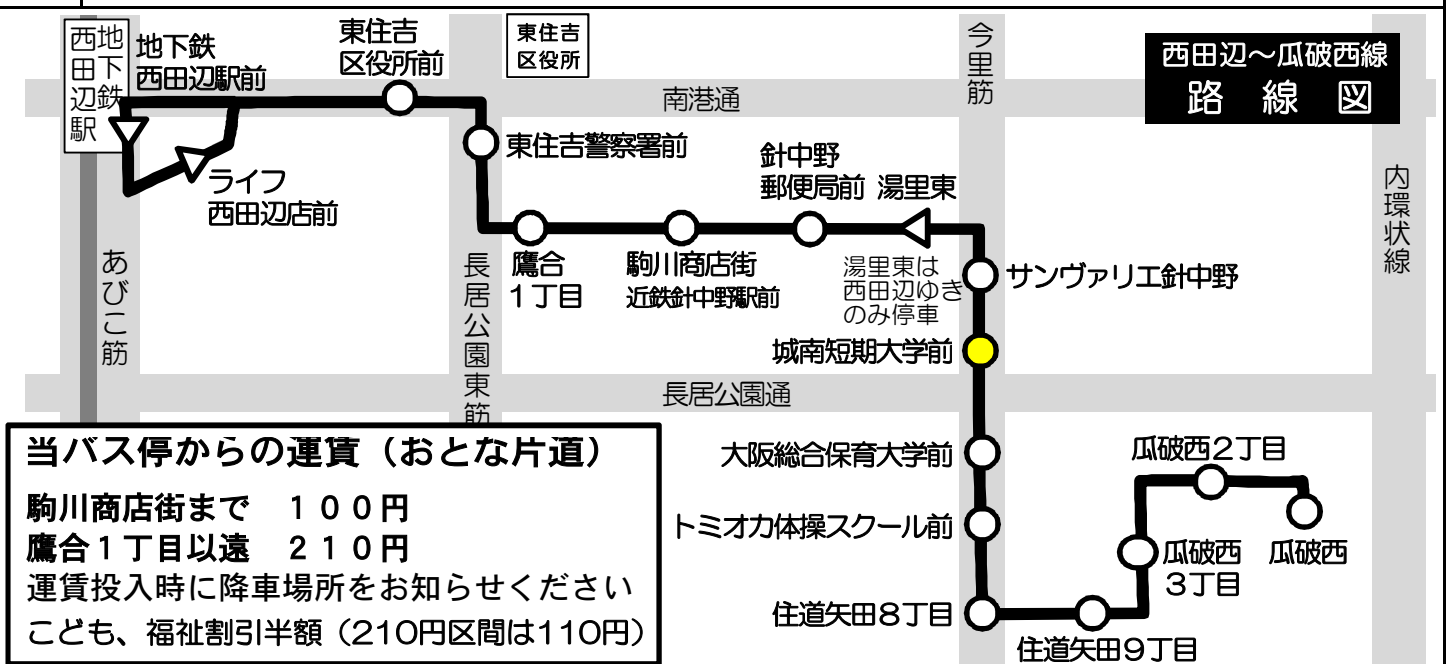 地下鉄
西田辺駅
地下鉄
西田辺駅前
東住吉
区役所前
東住吉
区役所
今里筋
西田辺～瓜破西線
路線図
南港通
東住吉警察署前
ライフ
西田辺店前
針中野
郵便局前
湯里東
内環状線
あびこ筋
長居公園東筋
鷹合
1丁目
駒川商店街
近鉄針中野駅前
湯里東は
西田辺ゆき
のみ停車
サンヴァリエ針中野
城南短期大学前
長居公園通
当バス停からの運賃（おとな片道）
駒川商店街まで　１００円
鷹合１丁目以遠　２１０円
運賃投入時に降車場所をお知らせください
こども、福祉割引半額（210円区間は110円）
大阪総合保育大学前
トミオカ体操スクール前
住道矢田8丁目
住道矢田9丁目
瓜破西
3丁目
瓜破西2丁目
瓜破西